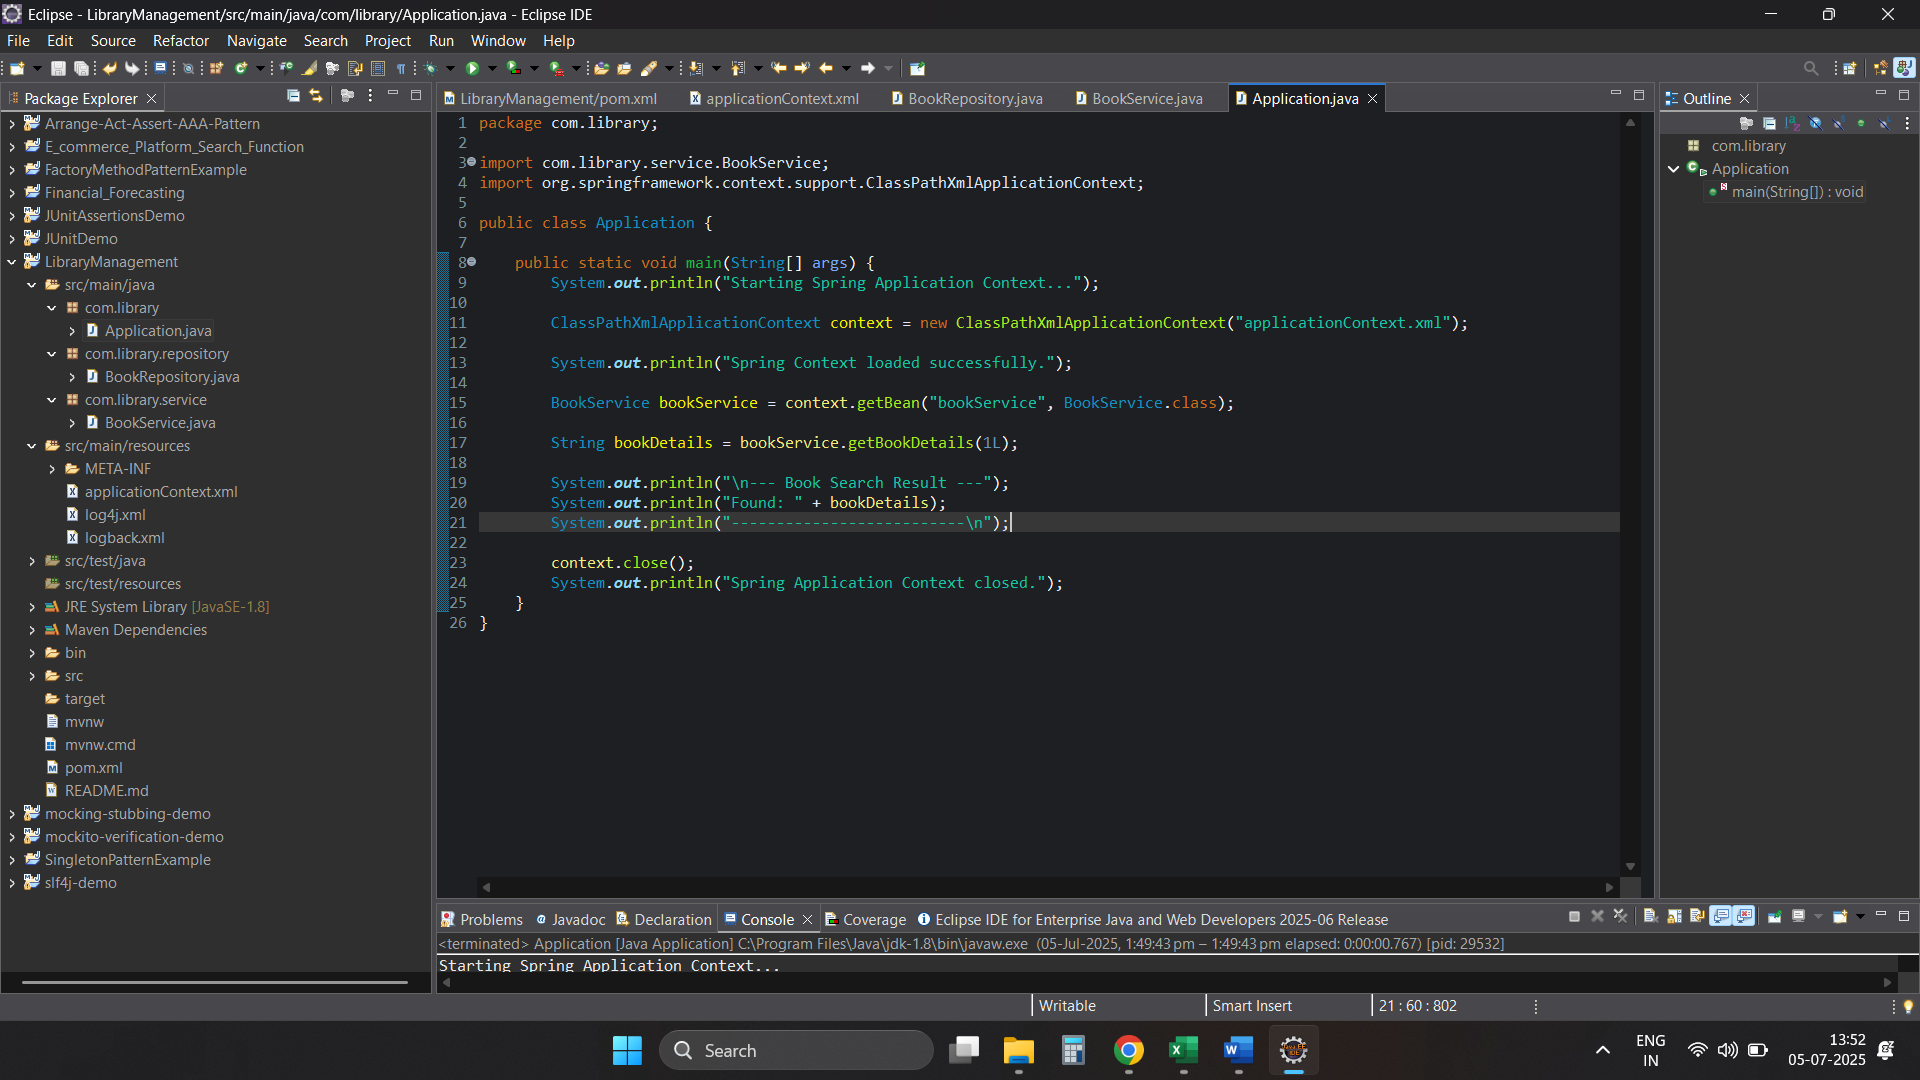 Eclipse - LibraryManagement/src/main/java/com/library/Application.java - Eclipse IDE
File Edit Source Refactor Navigate Search Project Run Window Help
Package Explorer
Arrange-Act-Assert-AAA-Pattern
E_commerce_Platform_Search_Function
FactoryMethodPatternExample
Financial_Forecasting
JUnitAssertionsDemo
JUnitDemo
LibraryManagement
src/main/java
com.library
Application.java
com.library.repository
BookRepository.java
com.library.service
BookService.java
src/main/resources
META-INF
applicationContext.xml
log4j.xml
logback.xml
src/test/java
src/test/resources
JRE System Library [JavaSE-1.8]
Maven Dependencies
bin
src
target
mvnw
mvnw.cmd
pom.xml
README.md
mocking-stubbing-demo
mockito-verification-demo
SingletonPatternExample
slf4j-demo
LibraryManagement/pom.xml applicationContext.xml BookRepository.java BookService.java Application.java
1 package com.library;
2
3 import com.library.service.BookService;
4 import org.springframework.context.support.ClassPathXmlApplicationContext;
5
6 public class Application {
7
8 public static void main(String[] args) {
9 System.out.println("Starting Spring Application Context...");
10
11 ClassPathXmlApplicationContext context = new ClassPathXmlApplicationContext("applicationContext.xml");
12
13 System.out.println("Spring Context loaded successfully.");
14
15 BookService bookService = context.getBean("bookService", BookService.class);
16
17 String bookDetails = bookService.getBookDetails(1L);
18
19 System.out.println("\n--- Book Search Result ---");
20 System.out.println("Found: " + bookDetails);
21 System.out.println("--------------------------\n");
22
23 context.close();
24 System.out.println("Spring Application Context closed.");
25 }
26 }
Outline
com.library
Application
main(String[]) : void
Problems Javadoc Declaration Console Coverage Eclipse IDE for Enterprise Java and Web Developers 2025-06 Release
<terminated> Application [Java Application] C:\Program Files\Java\jdk-1.8\bin\javaw.exe (05-Jul-2025, 1:49:43 pm – 1:49:43 pm elapsed: 0:00:00.767) [pid: 29532]
Starting Spring Application Context...
Writable Smart Insert 21 : 60 : 802
Search
ENG
IN
13:52
05-07-2025